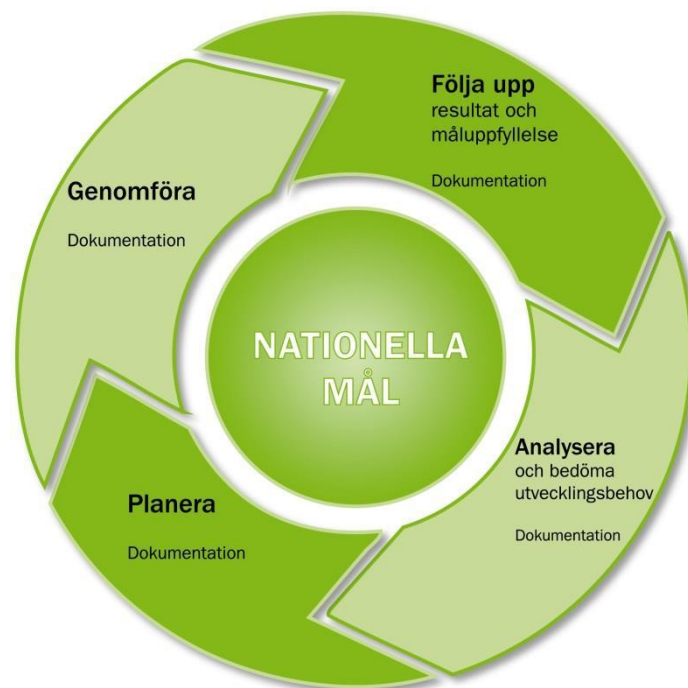 Följa upp
resultat och
måluppfyllelse
Dokumentation
Analysera
och bedöma
utvecklingsbehov
Dokumentation
Planera
Dokumentation
Genomföra
Dokumentation
NATIONELLA
MÅL